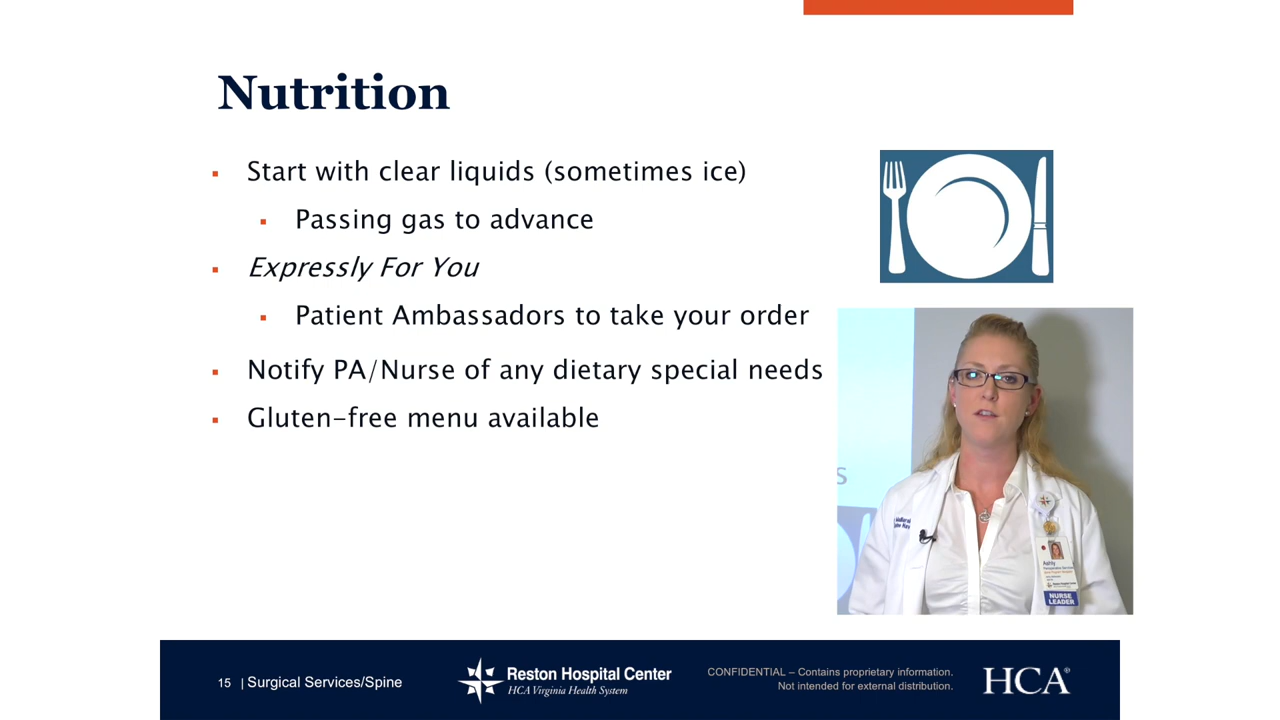 Nutrition
Start with clear liquids (sometimes ice)
Passing gas to advance
Expressly For You
Patient Ambassadors to take your order
Notify PA/Nurse of any dietary special needs
Gluten-free menu available
s
Ashly
NURSE
LEADER
15 | Surgical Services/Spine
Reston Hospital Center
HCA Virginia Health System
CONFIDENTIAL – Contains proprietary information.
Not intended for external distribution.
HCA®